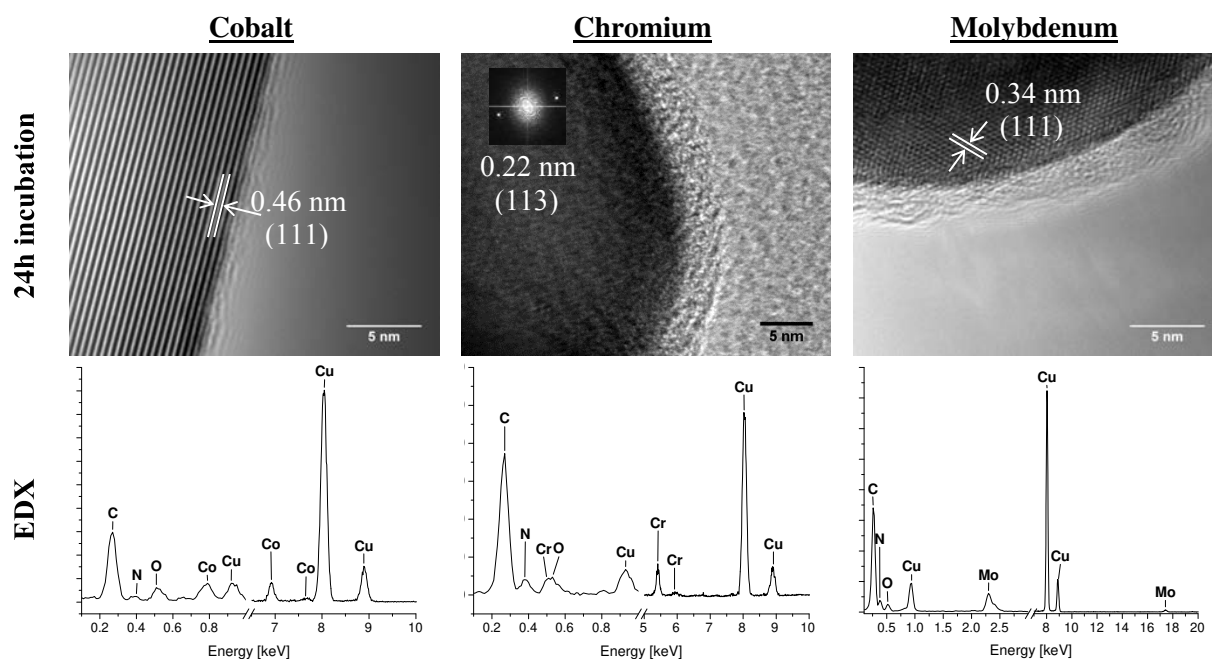 Cobalt
Chromium
Molybdenum
24h incubation
0.46 nm
(111)
5 nm
0.22 nm
(113)
5 nm
0.34 nm
(111)
5 nm
EDX
C
N
O
Co
Cu
Co
Co
Cu
Cu
0.2 0.4 0.6 0.8 8 9 10
Energy [keV]
C
N
Cr
O
Cu
Cr
Cr
Cu
Cu
0.2 0.4 0.6 0.8 5 6 7 8 9 10
Energy [keV]
C
N
O
Cu
Mo
Cu
Cu
Mo
0.5 1.0 1.5 2.0 2.5 8 10 12 14 16 18 20
Energy [keV]